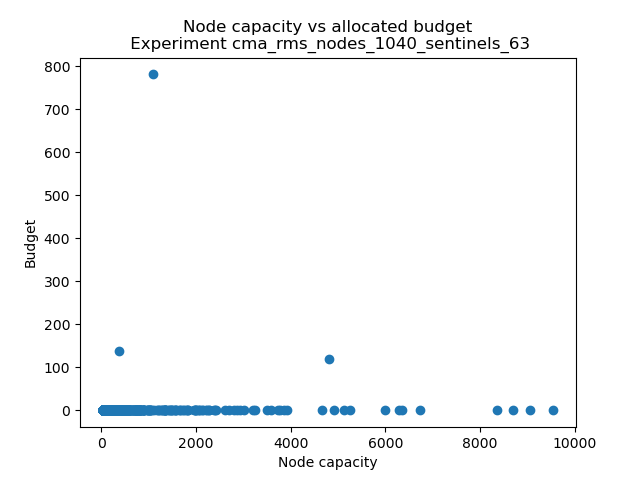 Node capacity vs allocated budget
Experiment cma_rms_nodes_1040_sentinels_63
800
700
600
500
400
300
200
100
0
Budget
0 2000 4000 6000 8000 10000
Node capacity